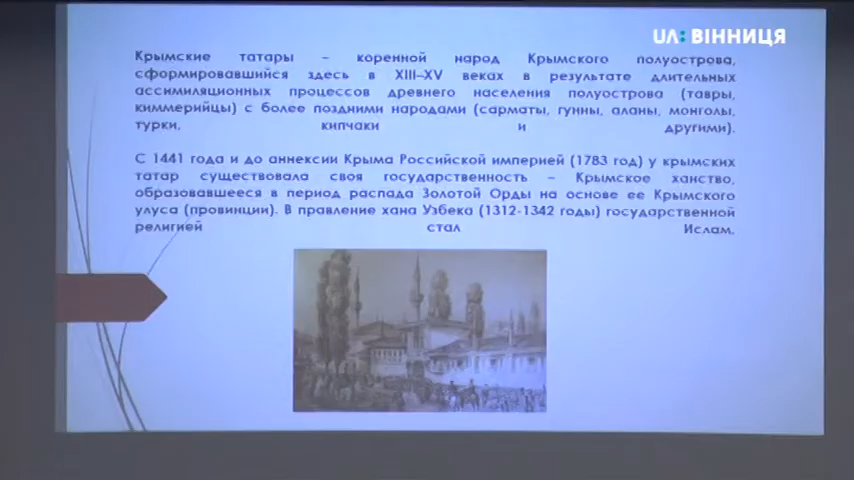 UA: ВІННИЦЯ
Крымские татары – коренной народ Крымского полуострова,
сформировавшийся здесь в XIII–XV веках в результате длительных
ассимиляционных процессов древнего населения полуострова (тавры,
киммерийцы) с более поздними народами (сарматы, гунны, аланы, монголы,
турки, кипчаки и другими).
С 1441 года и до аннексии Крыма Российской империей (1783 год) у крымских
татар существовала своя государственность – Крымское ханство,
образовавшееся в период распада Золотой Орды на основе ее Крымского
улуса (провинции). В правление хана Узбека (1312-1342 годы) государственной
религией стал Ислам.